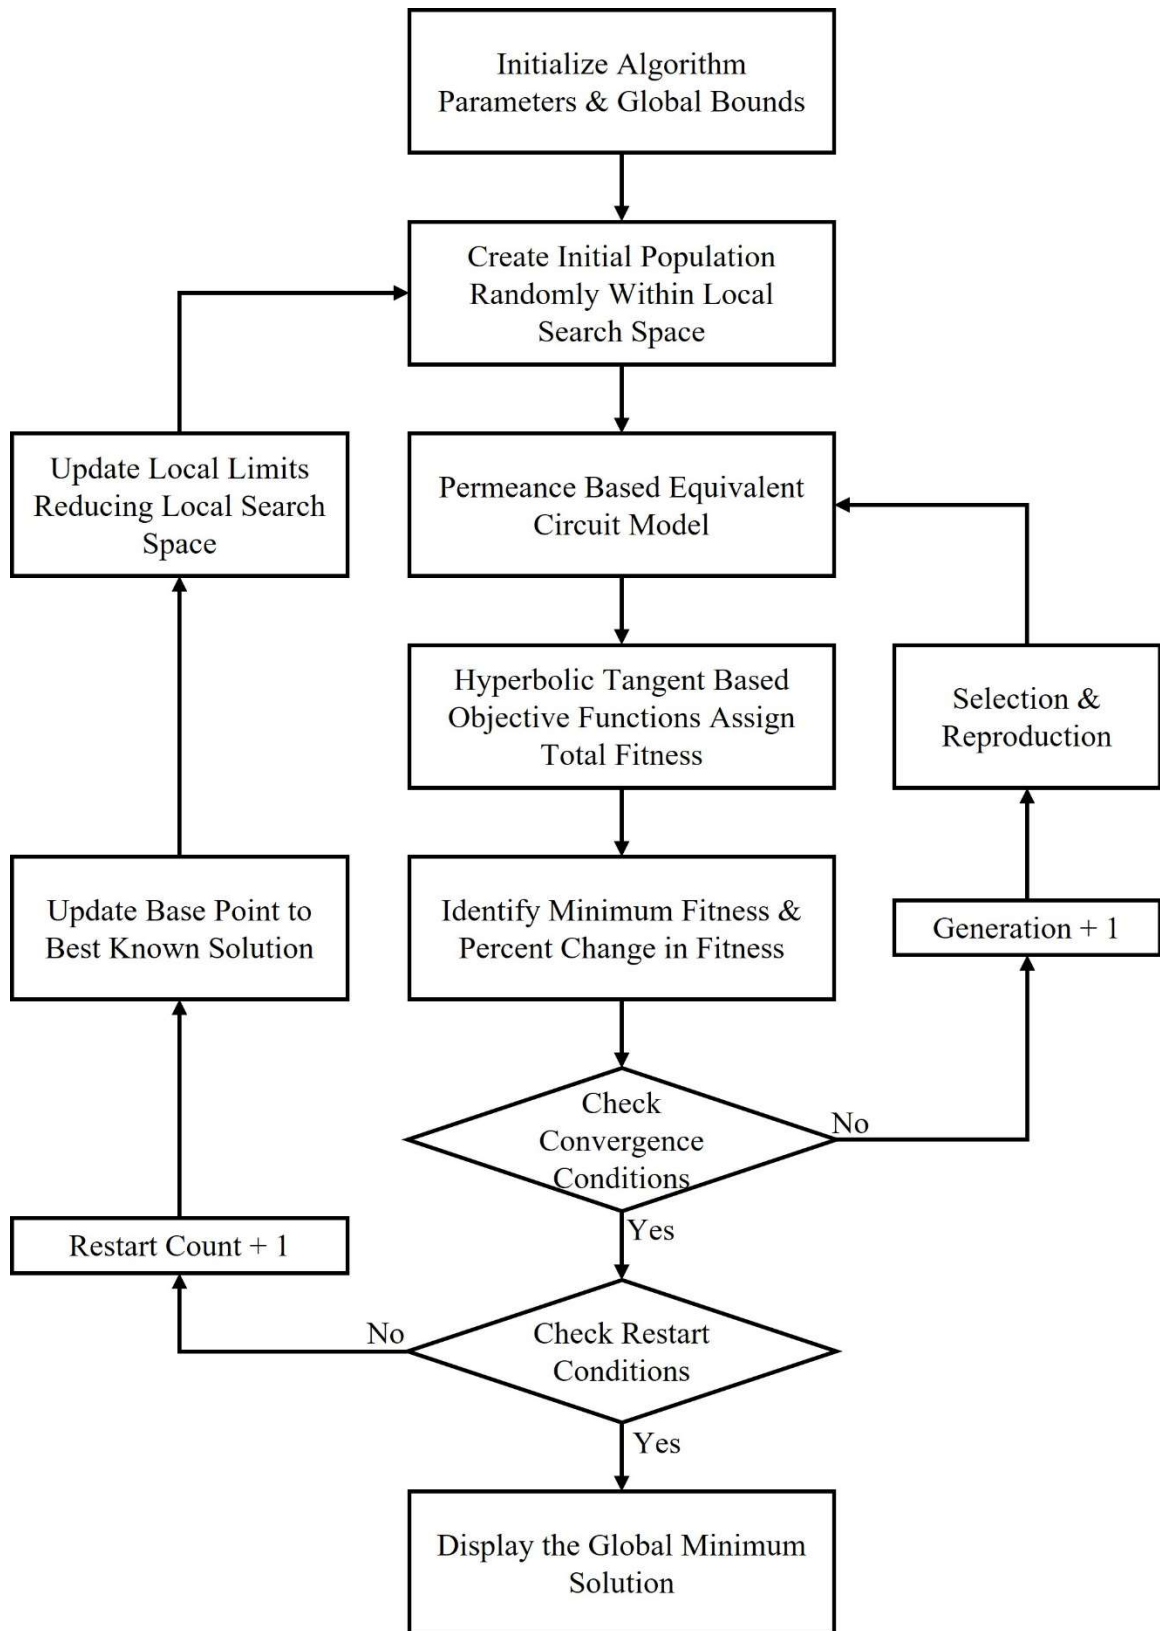 Initialize Algorithm
Parameters & Global Bounds
Create Initial Population
Randomly Within Local
Search Space
Update Local Limits
Reducing Local Search
Space
Permeance Based Equivalent
Circuit Model
Hyperbolic Tangent Based
Objective Functions Assign
Total Fitness
Selection &
Reproduction
Update Base Point to
Best Known Solution
Identify Minimum Fitness &
Percent Change in Fitness
Generation + 1
Check
Convergence
Conditions
No
Yes
Restart Count + 1
No
Check Restart
Conditions
Yes
Display the Global Minimum
Solution